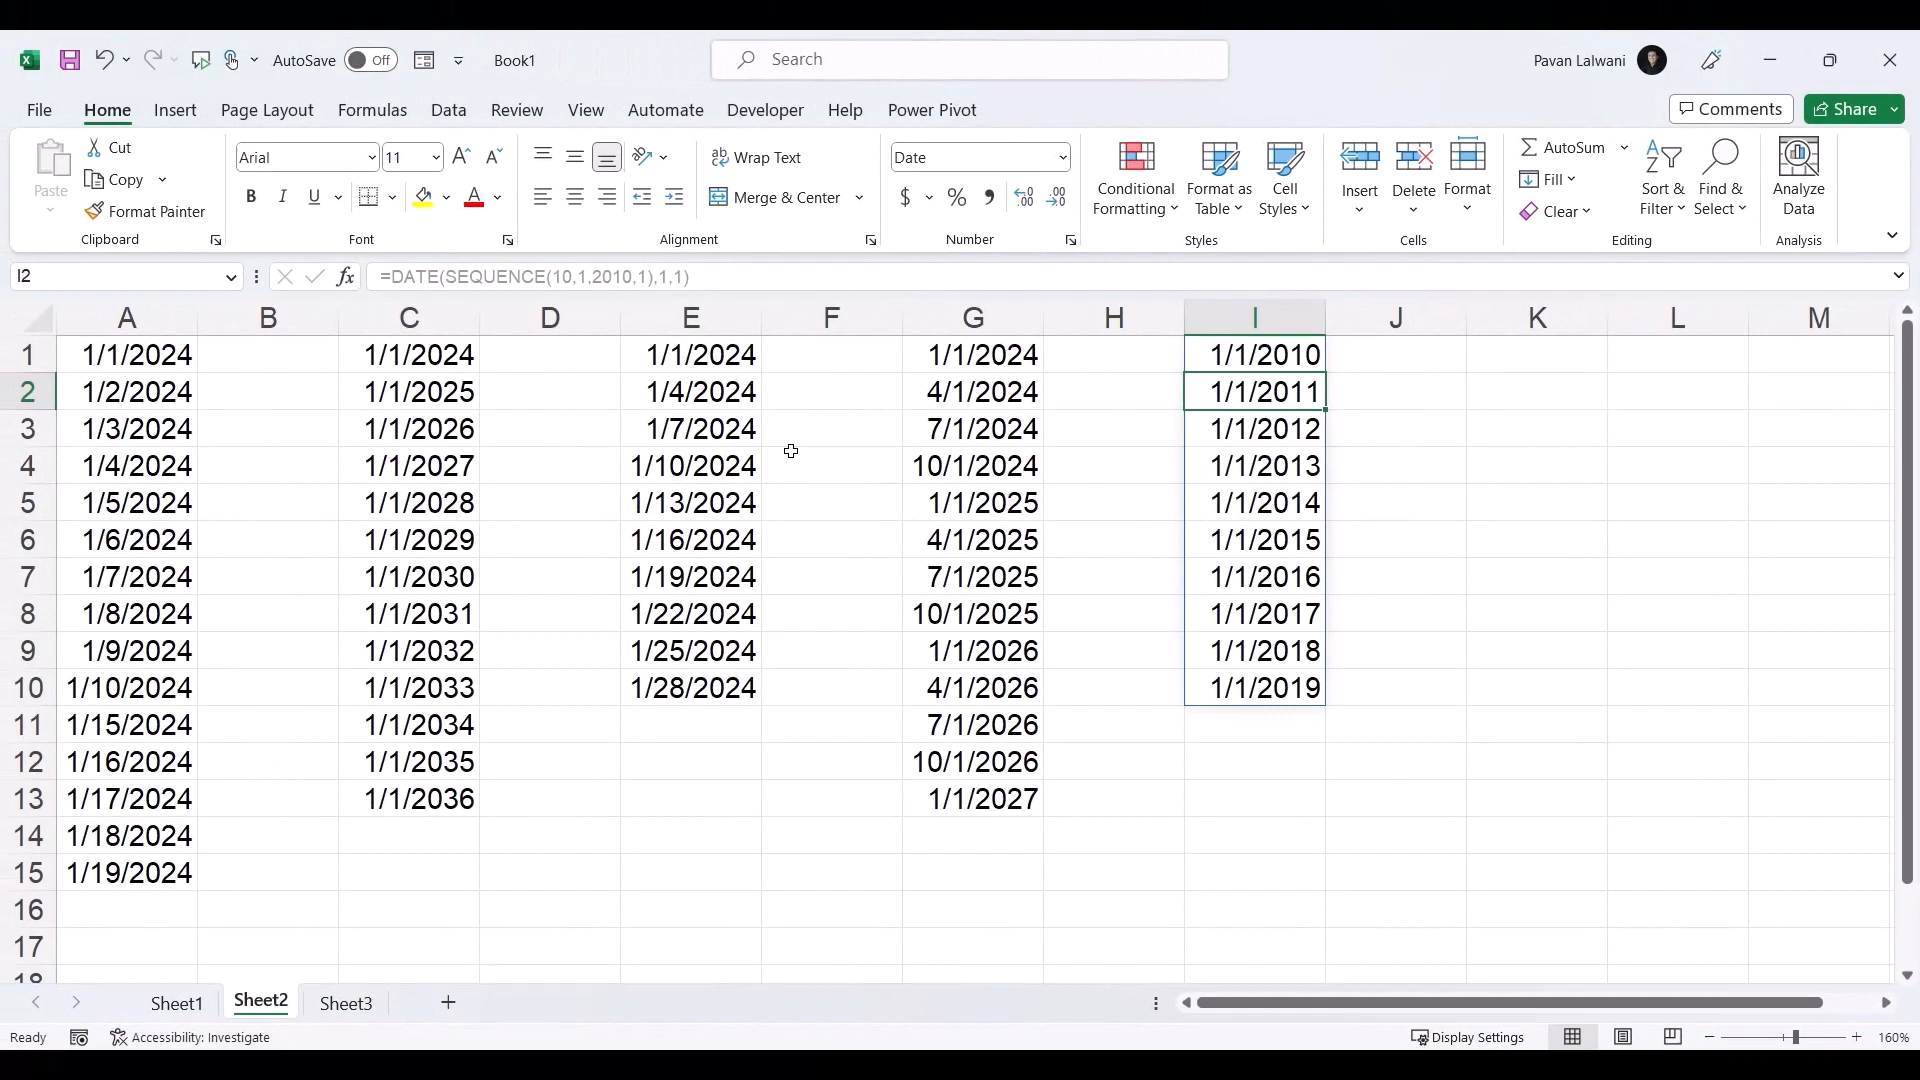 AutoSave Off Book1 Search Pavan Lalwani
File Home Insert Page Layout Formulas Data Review View Automate Developer Help Power Pivot Comments Share
Paste Cut Copy Format Painter Clipboard
Arial 11 A A B I U A Font
ab Wrap Text Merge & Center Alignment
Date $ % Number
Conditional Formatting Format as Table Cell Styles Styles
Insert Delete Format Cells
AutoSum Fill Clear Sort & Filter Find & Select Editing
Analyze Data Analysis
I2 fx =DATE(SEQUENCE(10,1,2010,1),1,1)
A B C D E F G H I J K L M
1 1/1/2024 1/1/2024 1/1/2024 1/1/2024 1/1/2010
2 1/2/2024 1/1/2025 1/4/2024 4/1/2024 1/1/2011
3 1/3/2024 1/1/2026 1/7/2024 7/1/2024 1/1/2012
4 1/4/2024 1/1/2027 1/10/2024 10/1/2024 1/1/2013
5 1/5/2024 1/1/2028 1/13/2024 1/1/2025 1/1/2014
6 1/6/2024 1/1/2029 1/16/2024 4/1/2025 1/1/2015
7 1/7/2024 1/1/2030 1/19/2024 7/1/2025 1/1/2016
8 1/8/2024 1/1/2031 1/22/2024 10/1/2025 1/1/2017
9 1/9/2024 1/1/2032 1/25/2024 1/1/2026 1/1/2018
10 1/10/2024 1/1/2033 1/28/2024 4/1/2026 1/1/2019
11 1/15/2024 1/1/2034 7/1/2026
12 1/16/2024 1/1/2035 10/1/2026
13 1/17/2024 1/1/2036 1/1/2027
14 1/18/2024
15 1/19/2024
16
17
18
Sheet1 Sheet2 Sheet3
Ready Accessibility: Investigate Display Settings 160%